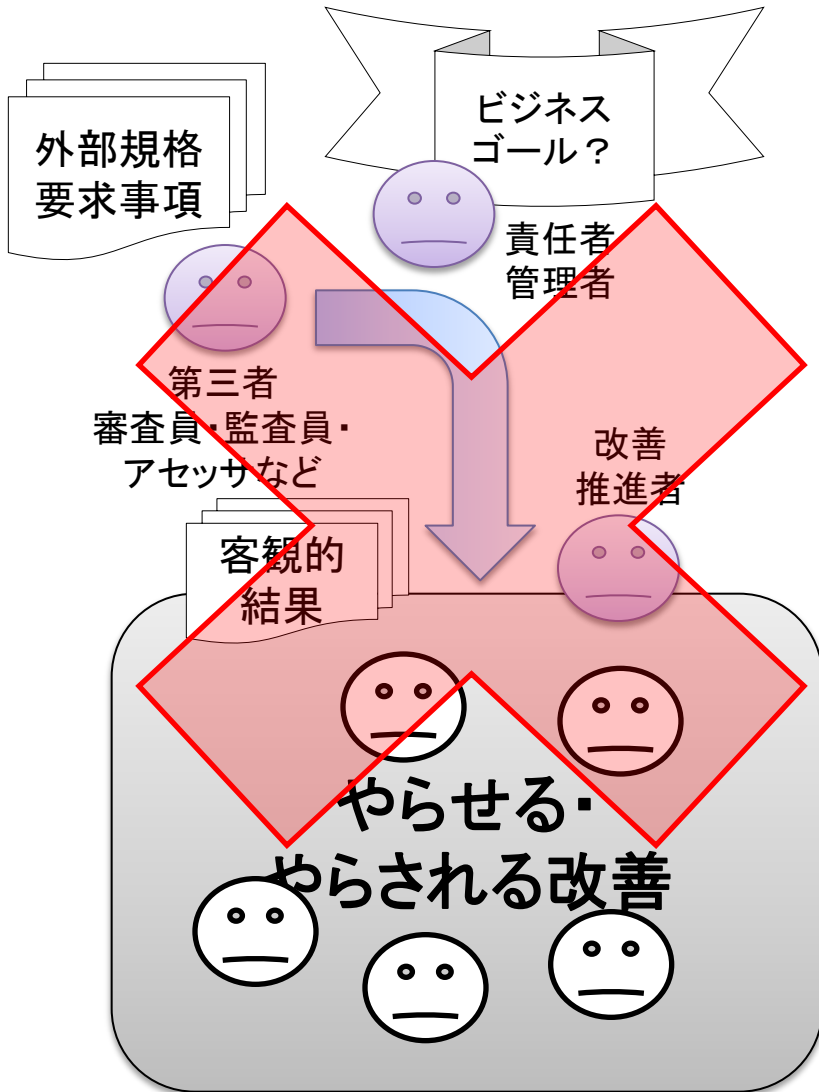 ビジネス
ゴール？
外部規格
要求事項
責任者
管理者
第三者
審査員・監査員・
アセッサなど
改善
推進者
客観的
結果
やらせる・
やらされる改善